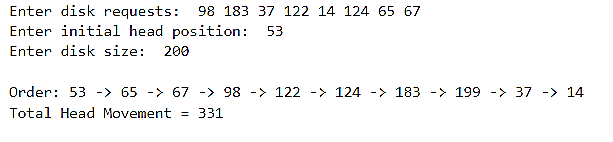 Enter disk requests:  98 183 37 122 14 124 65 67
Enter initial head position:  53
Enter disk size:  200
Order: 53 -> 65 -> 67 -> 98 -> 122 -> 124 -> 183 -> 199 -> 37 -> 14
Total Head Movement = 331